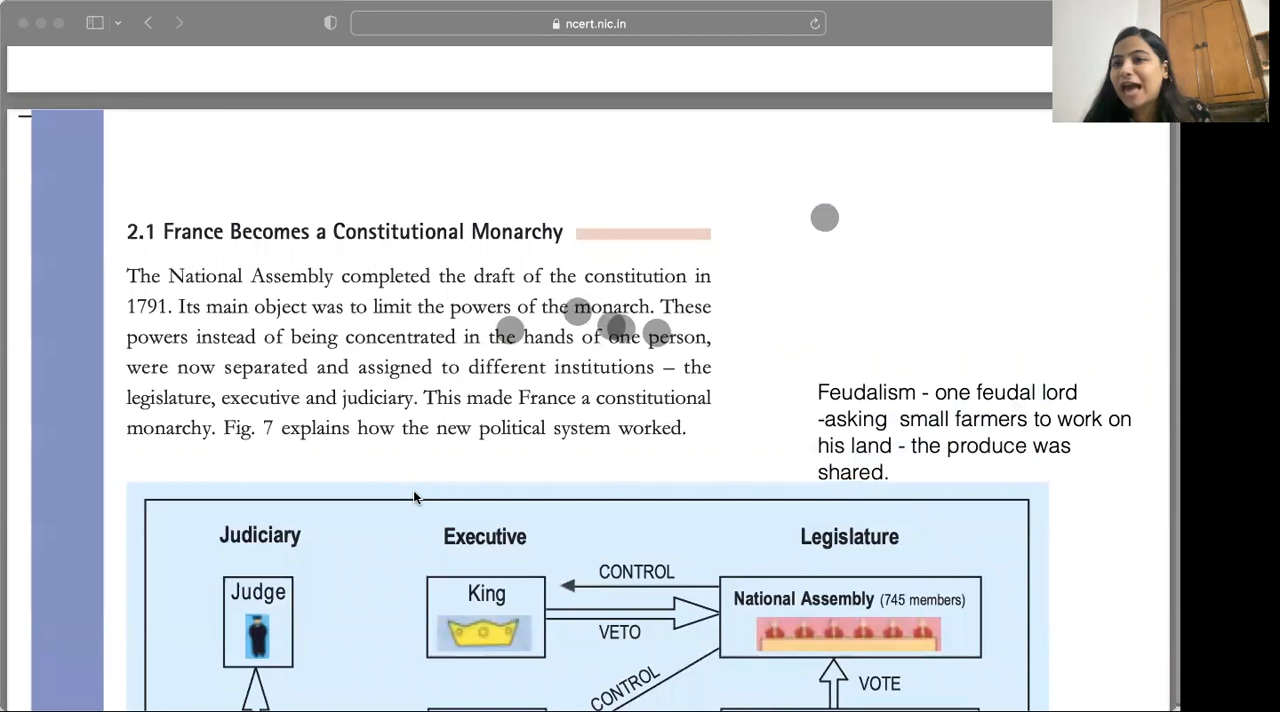 ncert.nic.in
2.1 France Becomes a Constitutional Monarchy
The National Assembly completed the draft of the constitution in
1791. Its main object was to limit the powers of the monarch. These
powers instead of being concentrated in the hands of one person,
were now separated and assigned to different institutions – the
legislature, executive and judiciary. This made France a constitutional
monarchy. Fig. 7 explains how the new political system worked.
Feudalism - one feudal lord
-asking small farmers to work on
his land - the produce was
shared.
Judiciary
Executive
Legislature
Judge
King
CONTROL
VETO
National Assembly (745 members)
CONTROL
VOTE